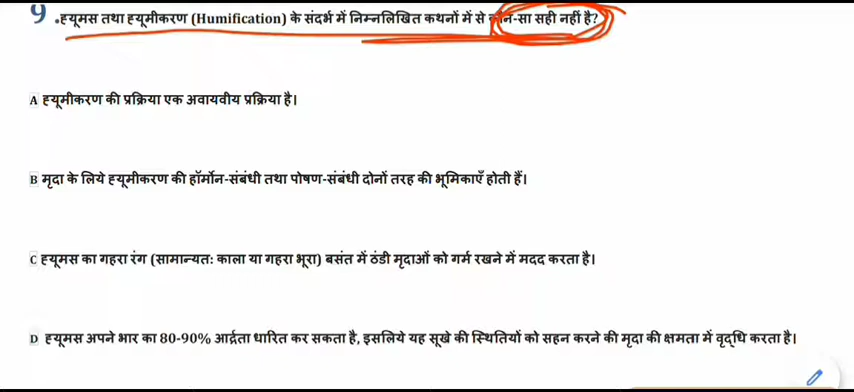 9. ह्यूमस तथा ह्यूमीकरण (Humification) के संदर्भ में निम्नलिखित कथनों में से कौन-सा सही नहीं है?
A ह्यूमीकरण की प्रक्रिया एक अवायवीय प्रक्रिया है।
B मृदा के लिये ह्यूमीकरण की हॉर्मोन-संबंधी तथा पोषण-संबंधी दोनों तरह की भूमिकाएँ होती हैं।
C ह्यूमस का गहरा रंग (सामान्यत: काला या गहरा भूरा) बसंत में ठंडी मृदाओं को गर्म रखने में मदद करता है।
D ह्यूमस अपने भार का 80-90% आर्द्रता धारित कर सकता है, इसलिये यह सूखे की स्थितियों को सहन करने की मृदा की क्षमता में वृद्धि करता है।